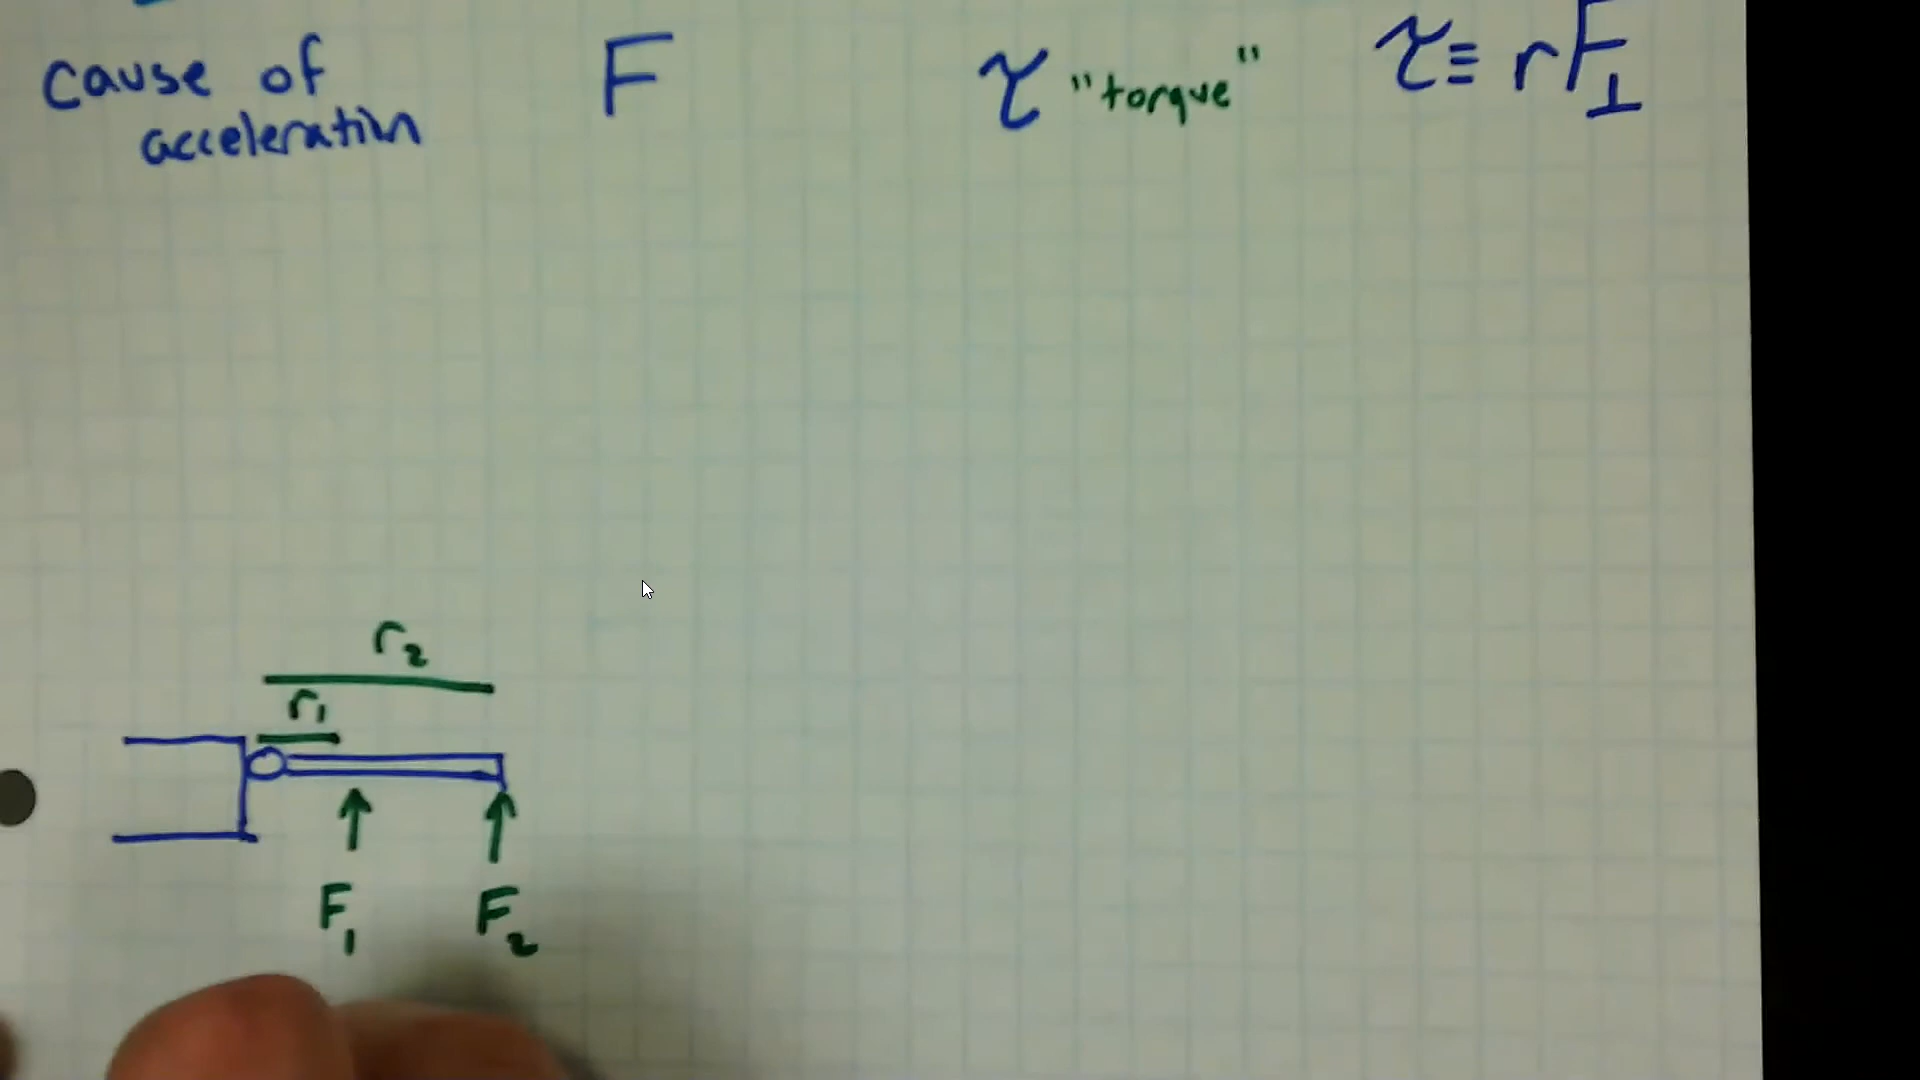 cause of acceleration F τ "torque" τ ≡ rF⊥
r₂
r₁
F₁ F₂